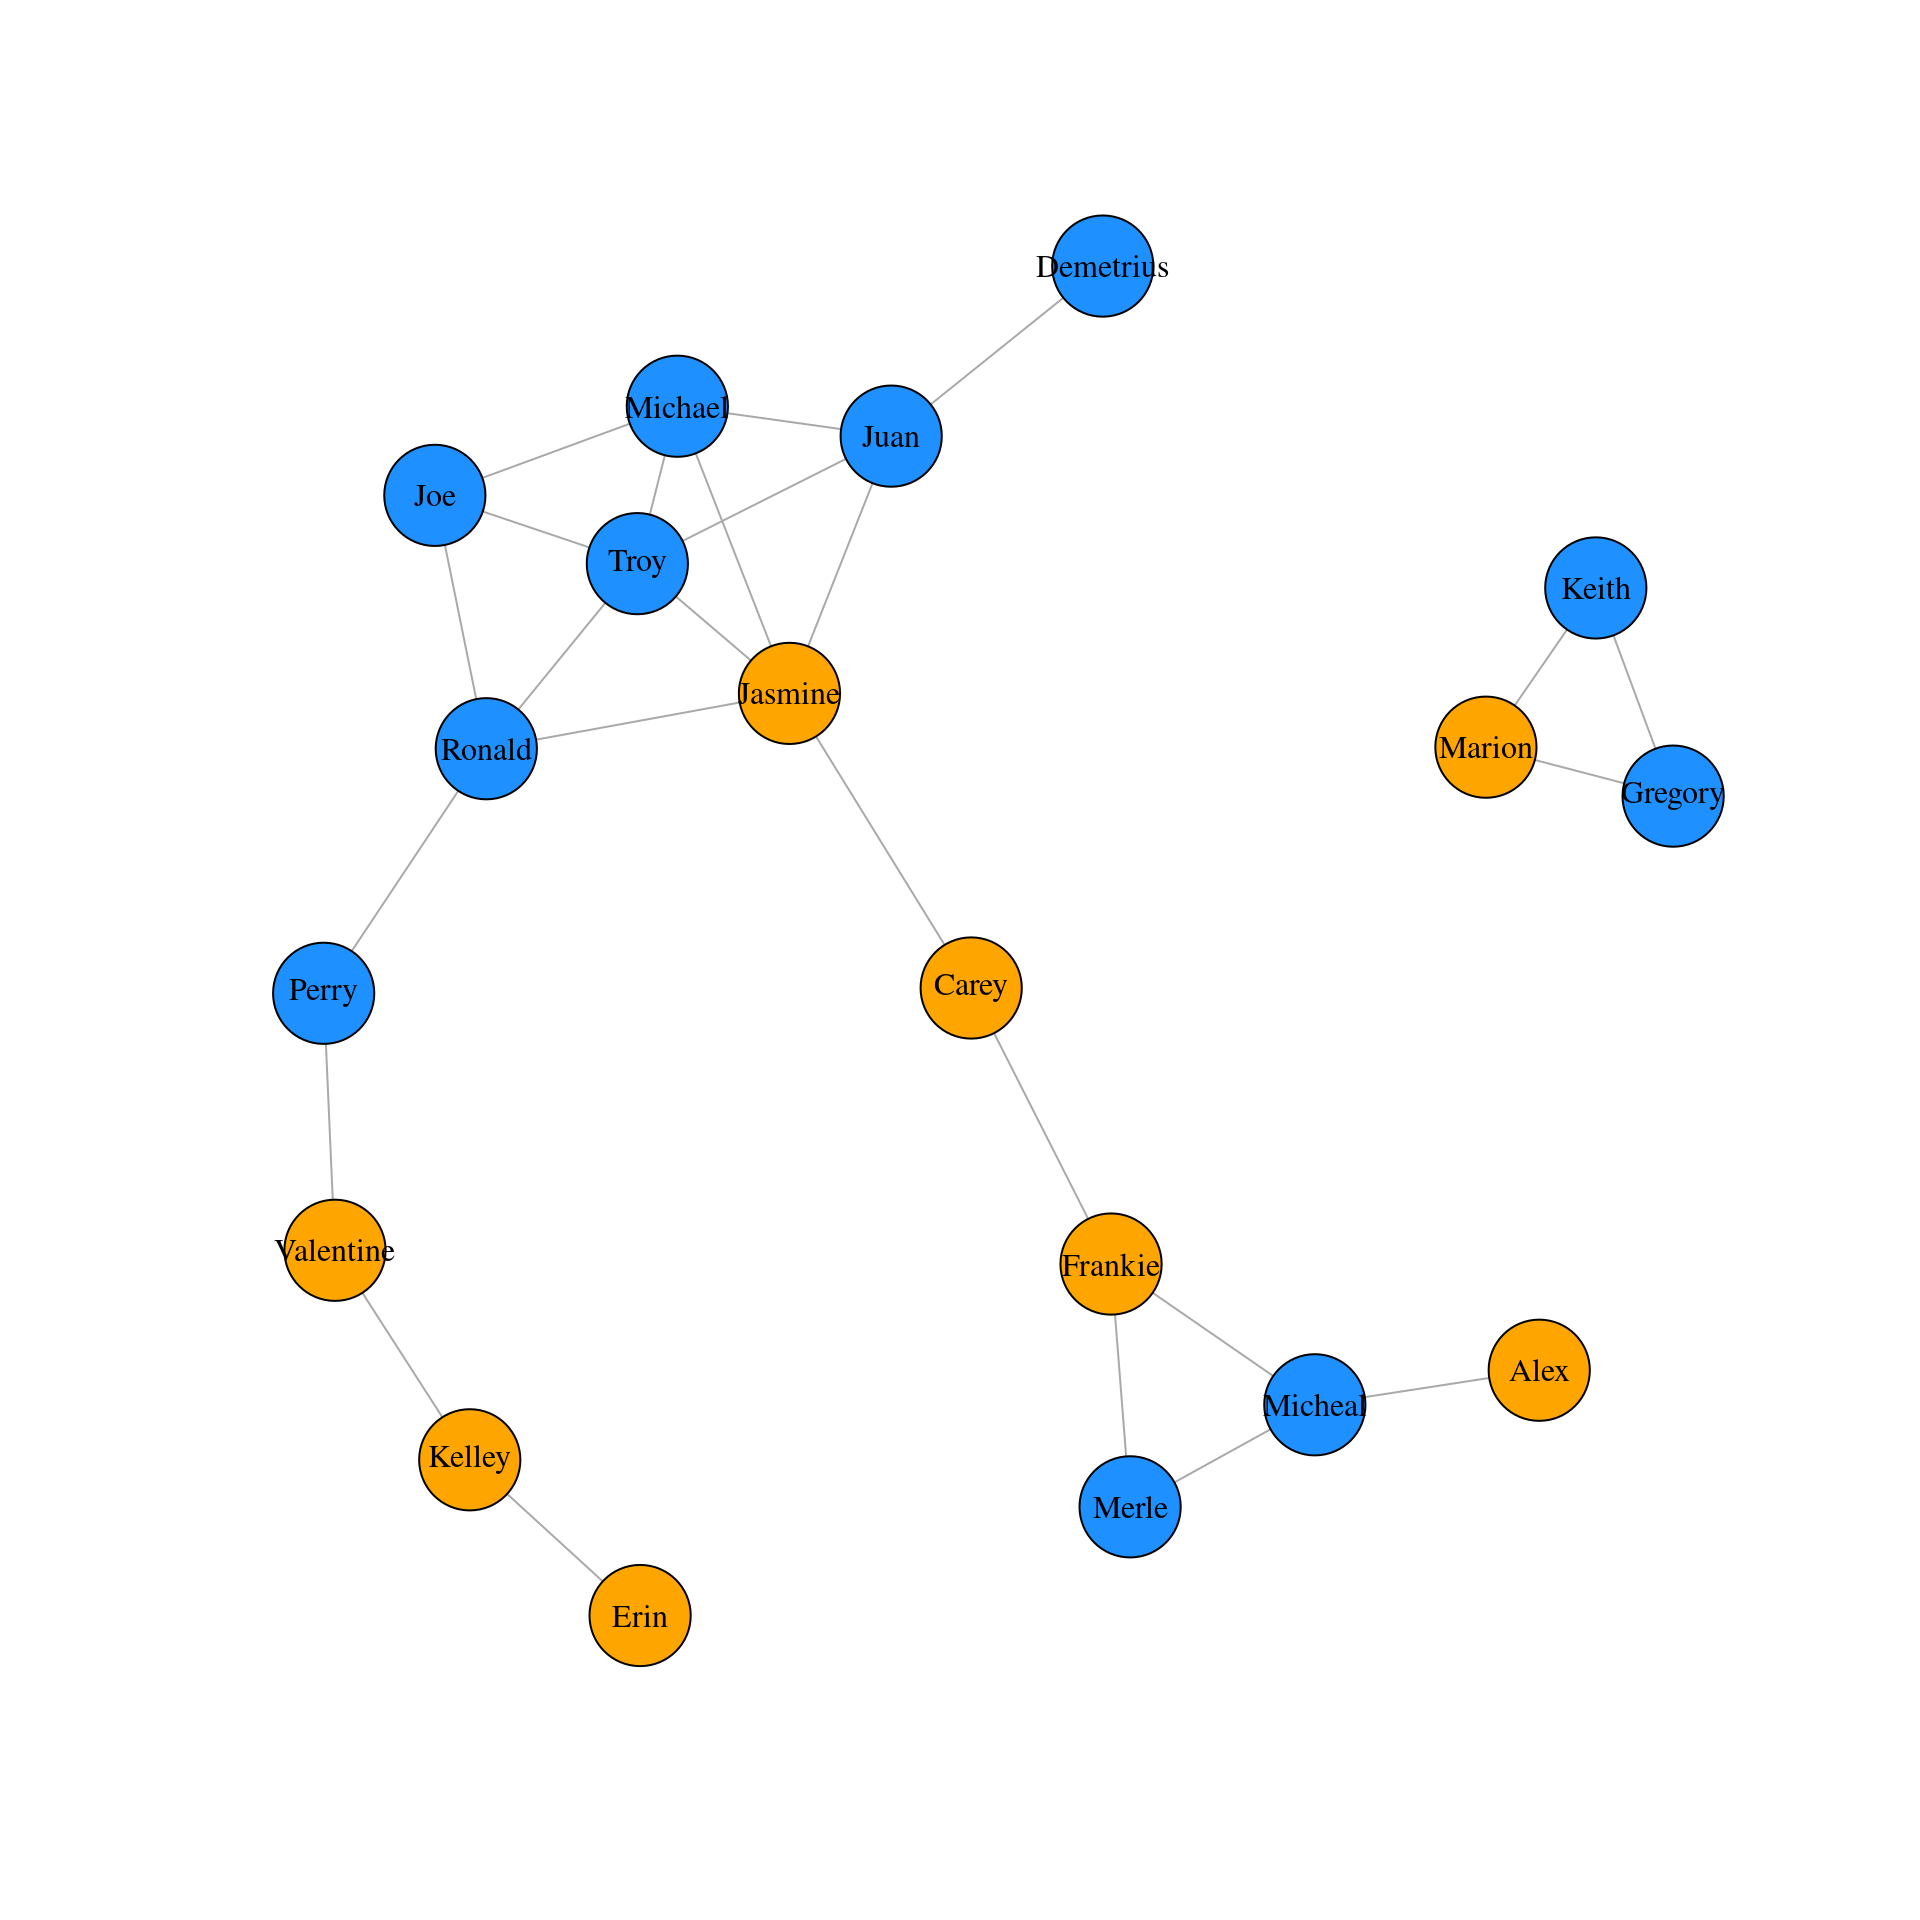 Demetrius
Michael
Juan
Joe
Troy
Keith
Jasmine
Marion
Ronald
Gregory
Carey
Perry
Valentine
Frankie
Alex
Micheal
Kelley
Merle
Erin